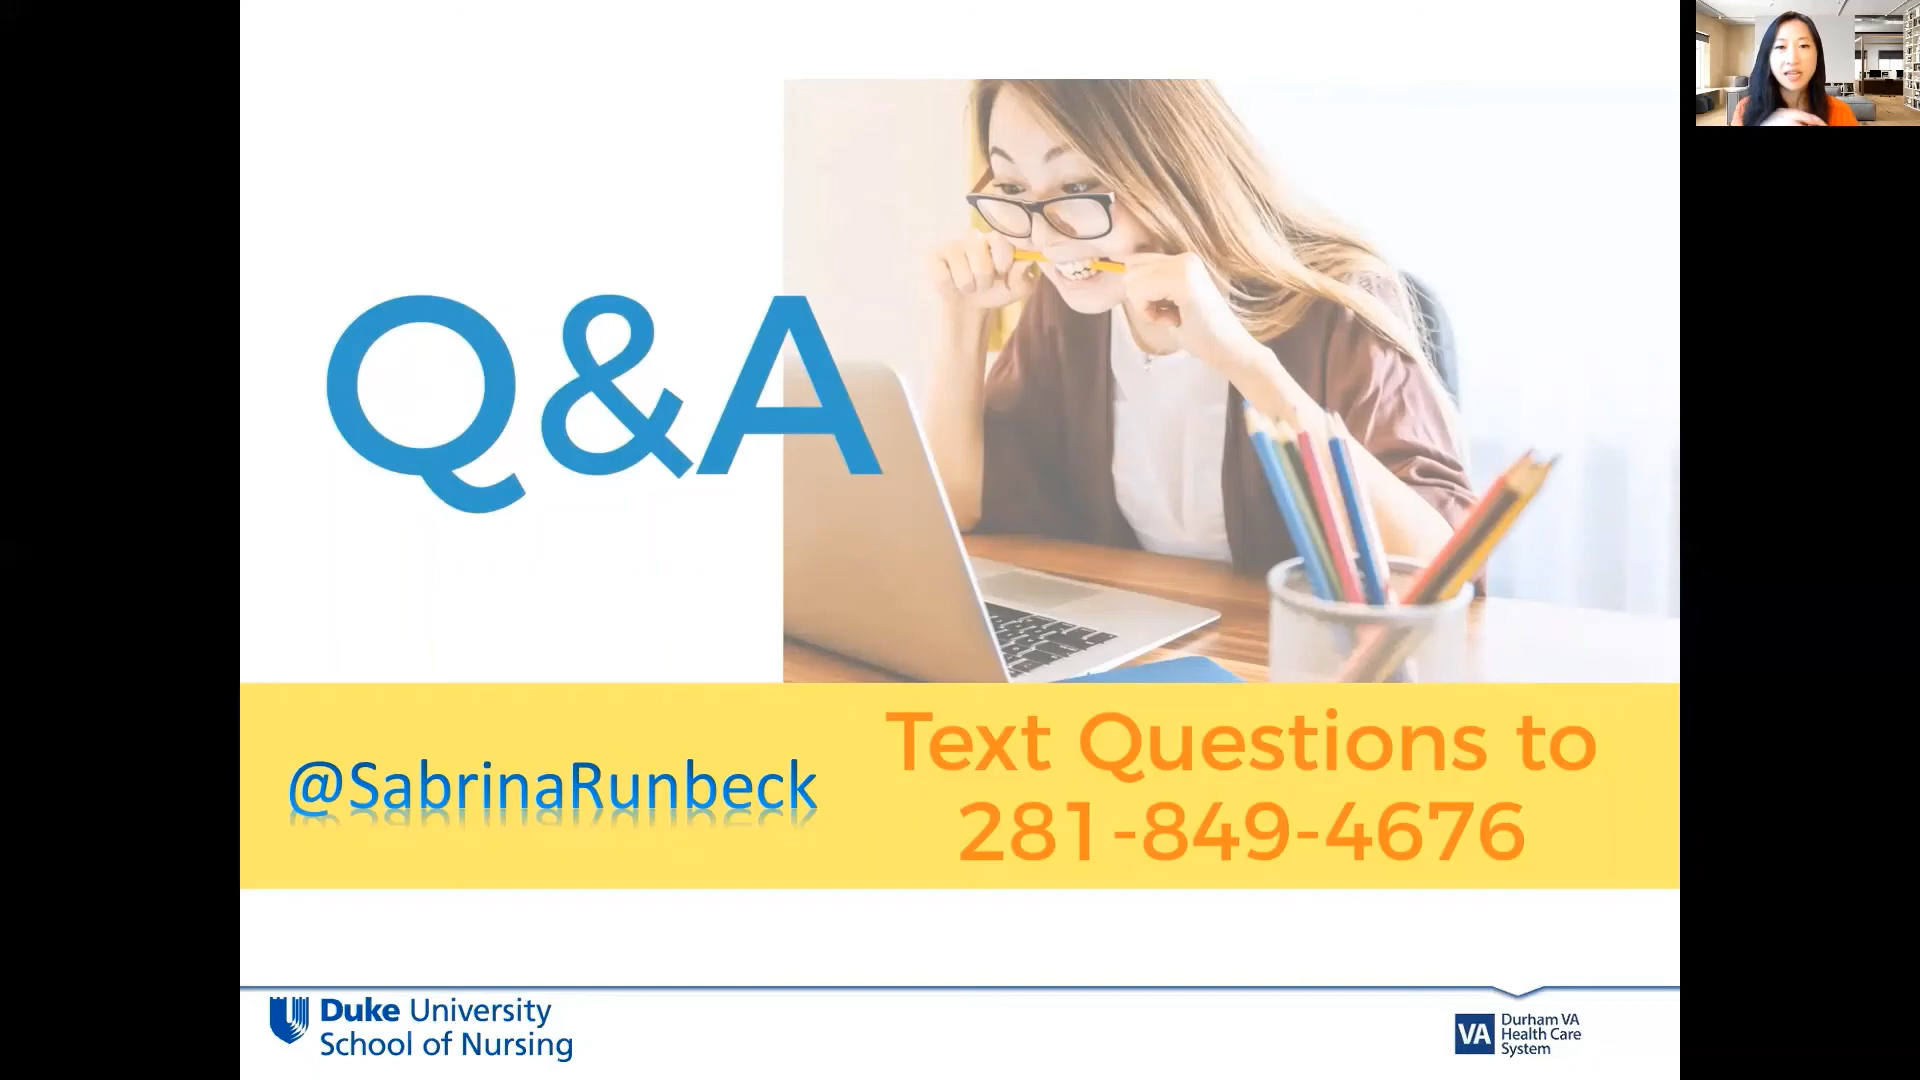 Q&A
@SabrinaRunbeck
Text Questions to
281-849-4676
Duke University
School of Nursing
VA
Durham VA
Health Care
System